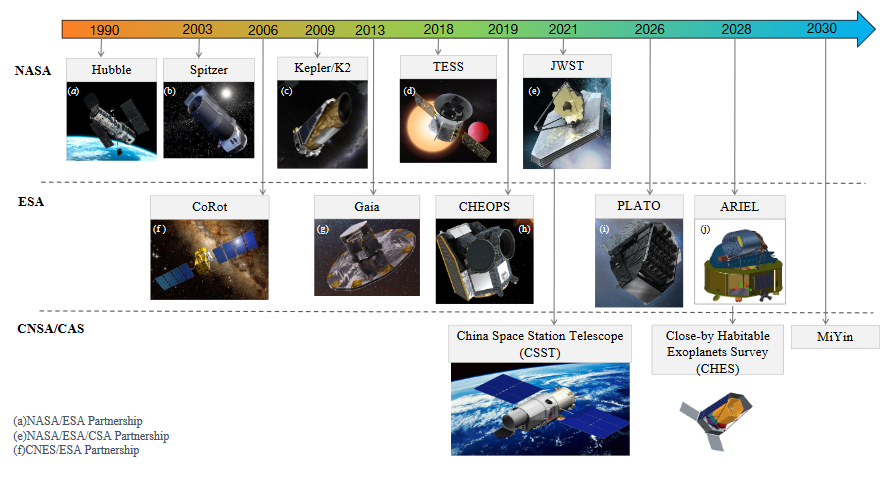 1990 2003 2006 2009 2013 2018 2019 2021 2026 2028 2030
NASA
Hubble
Spitzer
Kepler/K2
TESS
JWST
(a)
(b)
(c)
(d)
(e)
ESA
CoRot
Gaia
CHEOPS
PLATO
ARIEL
(f)
(g)
(h)
(i)
(j)
CNSA/CAS
China Space Station Telescope
(CSST)
Close-by Habitable
Exoplanets Survey
(CHES)
MiYin
(a)NASA/ESA Partnership
(e)NASA/ESA/CSA Partnership
(f)CNES/ESA Partnership